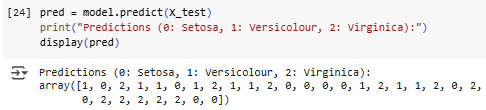 [24] pred = model.predict(X_test)
print("Predictions (0: Setosa, 1: Versicolour, 2: Virginica):")
display(pred)
Predictions (0: Setosa, 1: Versicolour, 2: Virginica):
array([1, 0, 2, 1, 1, 0, 1, 2, 1, 1, 2, 0, 0, 0, 0, 1, 2, 1, 1, 2, 0, 2,
0, 2, 2, 2, 2, 2, 0, 0])